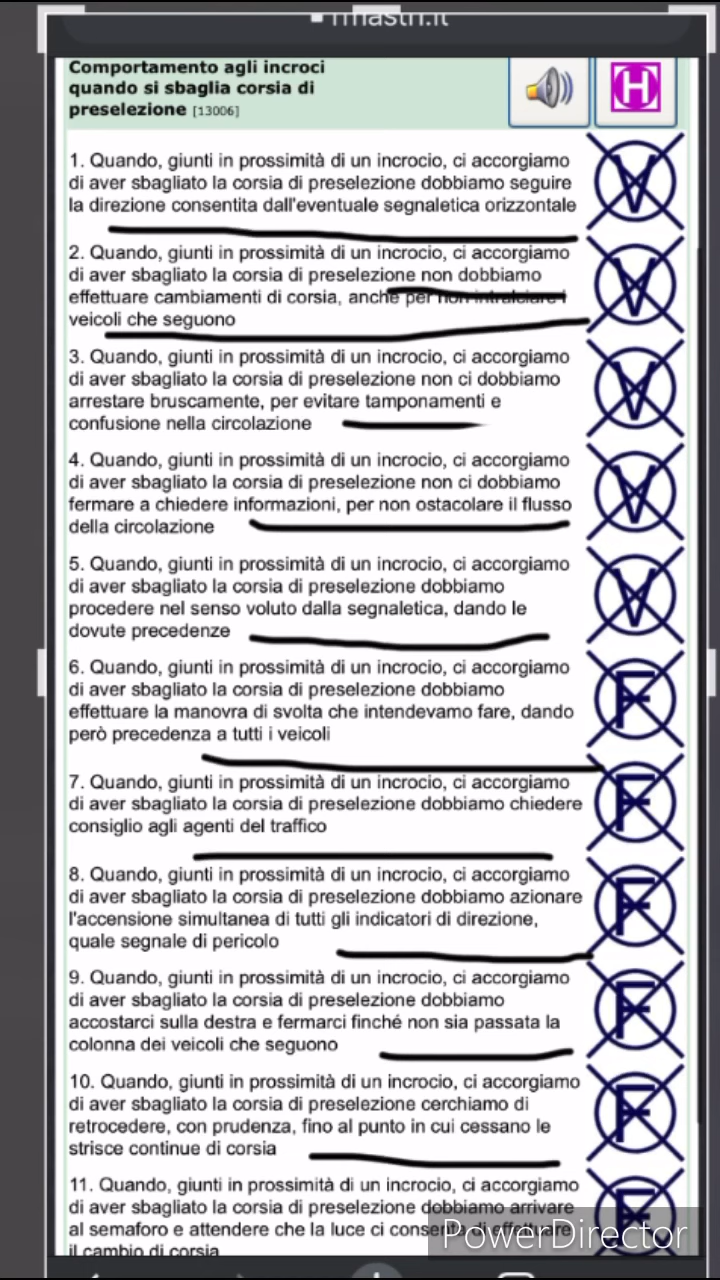 rmastri.it
Comportamento agli incroci
quando si sbaglia corsia di
preselezione [13006]
H
1. Quando, giunti in prossimità di un incrocio, ci accorgiamo
di aver sbagliato la corsia di preselezione dobbiamo seguire
la direzione consentita dall'eventuale segnaletica orizzontale
V
2. Quando, giunti in prossimità di un incrocio, ci accorgiamo
di aver sbagliato la corsia di preselezione non dobbiamo
effettuare cambiamenti di corsia, anche per non intralciare i
veicoli che seguono
V
3. Quando, giunti in prossimità di un incrocio, ci accorgiamo
di aver sbagliato la corsia di preselezione non ci dobbiamo
arrestare bruscamente, per evitare tamponamenti e
confusione nella circolazione
V
4. Quando, giunti in prossimità di un incrocio, ci accorgiamo
di aver sbagliato la corsia di preselezione non ci dobbiamo
fermare a chiedere informazioni, per non ostacolare il flusso
della circolazione
V
5. Quando, giunti in prossimità di un incrocio, ci accorgiamo
di aver sbagliato la corsia di preselezione dobbiamo
procedere nel senso voluto dalla segnaletica, dando le
dovute precedenze
V
6. Quando, giunti in prossimità di un incrocio, ci accorgiamo
di aver sbagliato la corsia di preselezione dobbiamo
effettuare la manovra di svolta che intendevamo fare, dando
però precedenza a tutti i veicoli
F
7. Quando, giunti in prossimità di un incrocio, ci accorgiamo
di aver sbagliato la corsia di preselezione dobbiamo chiedere
consiglio agli agenti del traffico
F
8. Quando, giunti in prossimità di un incrocio, ci accorgiamo
di aver sbagliato la corsia di preselezione dobbiamo azionare
l'accensione simultanea di tutti gli indicatori di direzione,
quale segnale di pericolo
F
9. Quando, giunti in prossimità di un incrocio, ci accorgiamo
di aver sbagliato la corsia di preselezione dobbiamo
accostarci sulla destra e fermarci finché non sia passata la
colonna dei veicoli che seguono
F
10. Quando, giunti in prossimità di un incrocio, ci accorgiamo
di aver sbagliato la corsia di preselezione cerchiamo di
retrocedere, con prudenza, fino al punto in cui cessano le
strisce continue di corsia
F
11. Quando, giunti in prossimità di un incrocio, ci accorgiamo
di aver sbagliato la corsia di preselezione dobbiamo arrivare
al semaforo e attendere che la luce ci consenta di effettuare
il cambio di corsia
F
PowerDirector